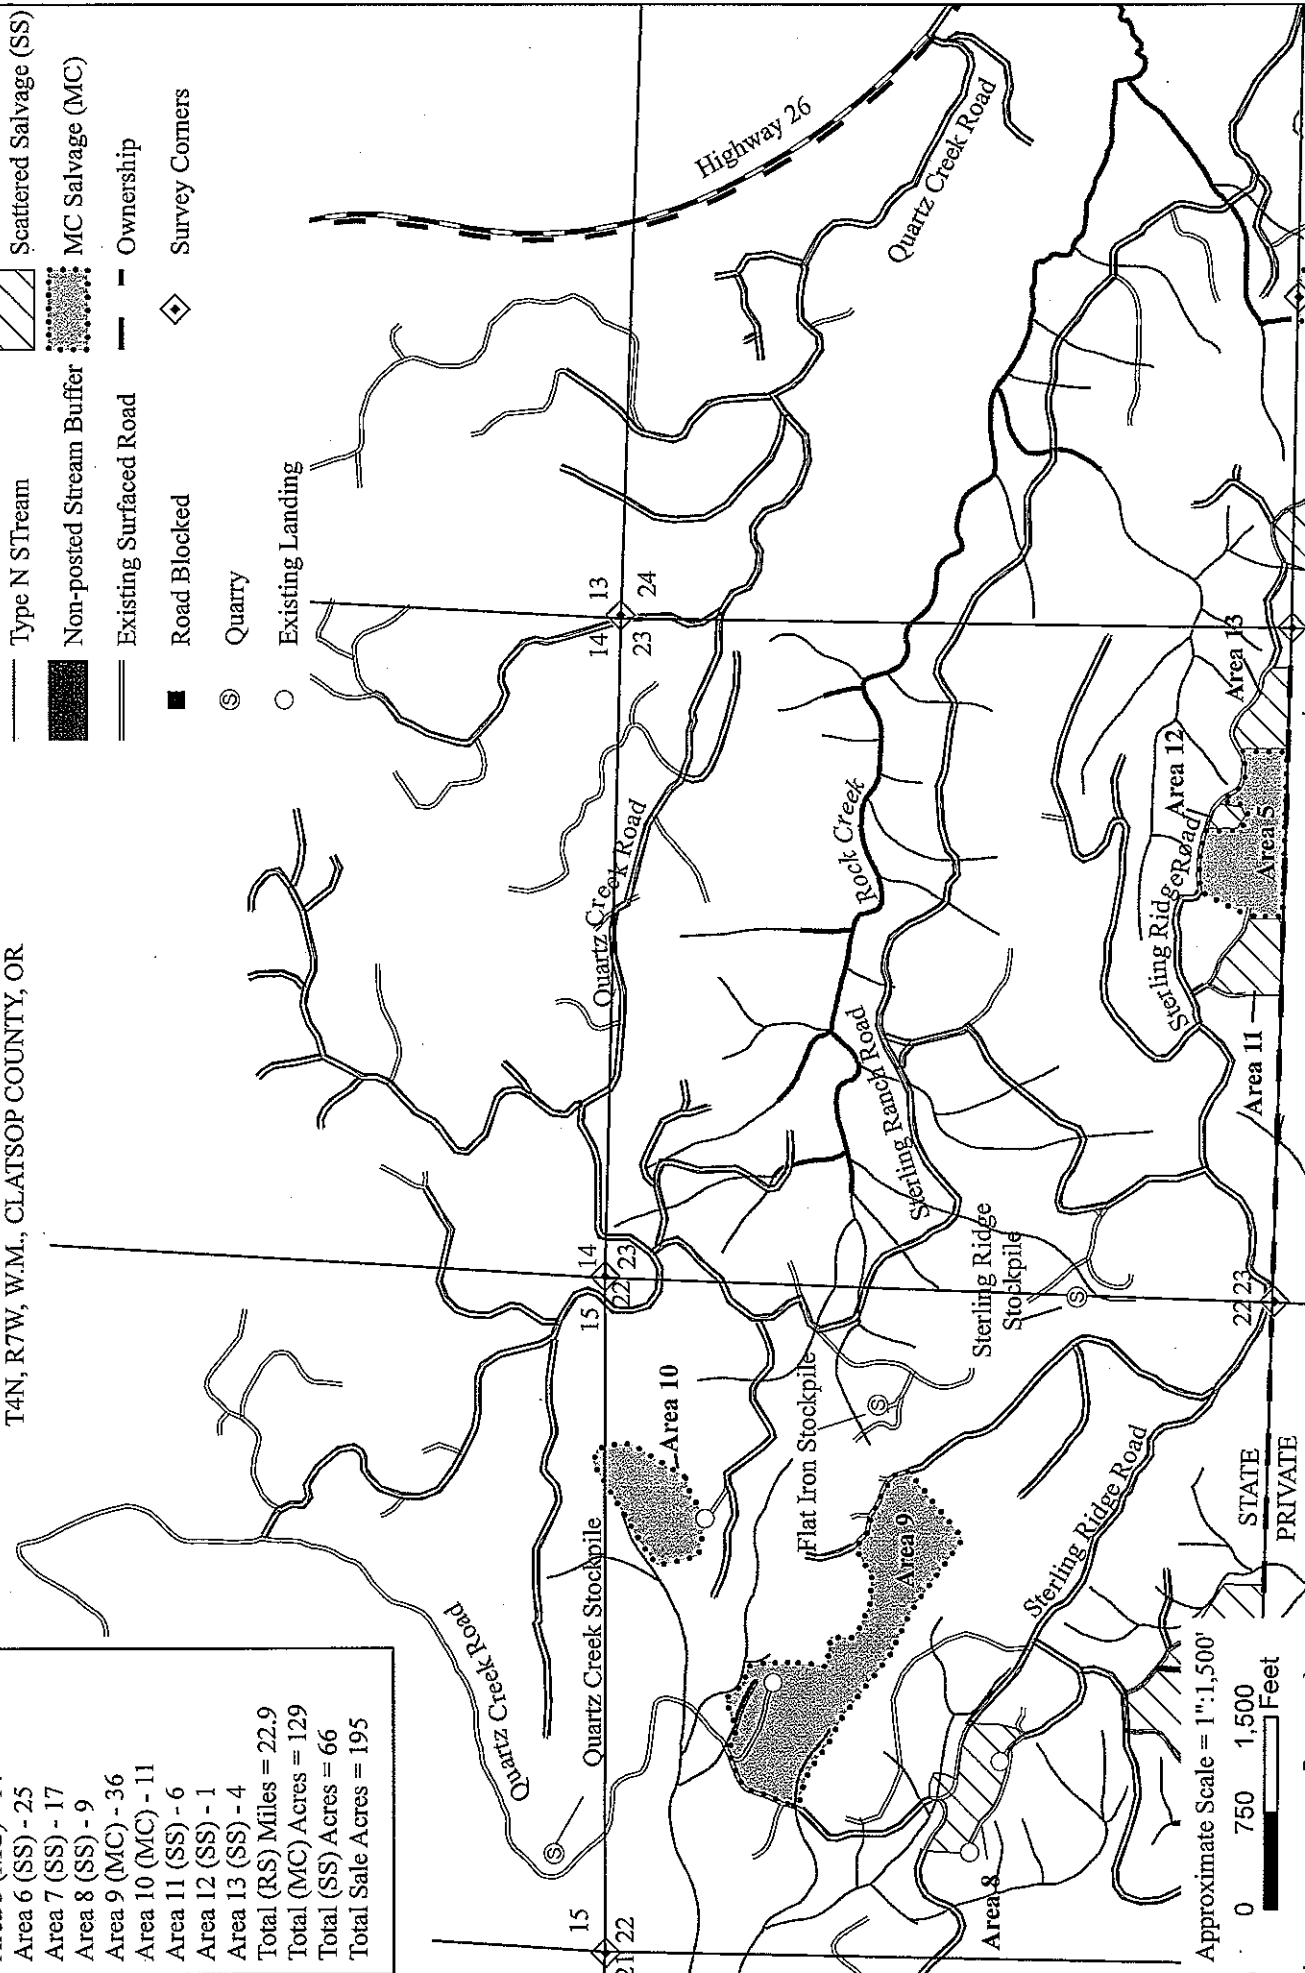 T4N, R7W, W.M., CLATSOP COUNTY, OR
Type N STream
Non-posted Stream Buffer
Existing Surfaced Road
Road Blocked
Quarry
Existing Landing
Scattered Salvage (SS)
MC Salvage (MC)
Ownership
Survey Corners
Area 6 (SS) - 25
Area 7 (SS) - 17
Area 8 (SS) - 9
Area 9 (MC) - 36
Area 10 (MC) - 11
Area 11 (SS) - 6
Area 12 (SS) - 1
Area 13 (SS) - 4
Total (RS) Miles = 22.9
Total (MC) Acres = 129
Total (SS) Acres = 66
Total Sale Acres = 195
Highway 26
Quartz Creek Road
Quartz Creek Road
Quartz Creek Road
Quartz Creek Stockpile
15
22
21
15
14
22
23
14
13
23
24
Area 10
Flat Iron Stockpile
Area 9
Sterling Ridge
Stockpile
Sterling Ranch Road
Rock Creek
Sterling Ridge Road
Sterling Ridge Road
Area 8
Area 11
Area 12
Area 5
Area 13
22
23
STATE
PRIVATE
S
S
S
S
Approximate Scale = 1":1,500'
0 750 1,500
Feet